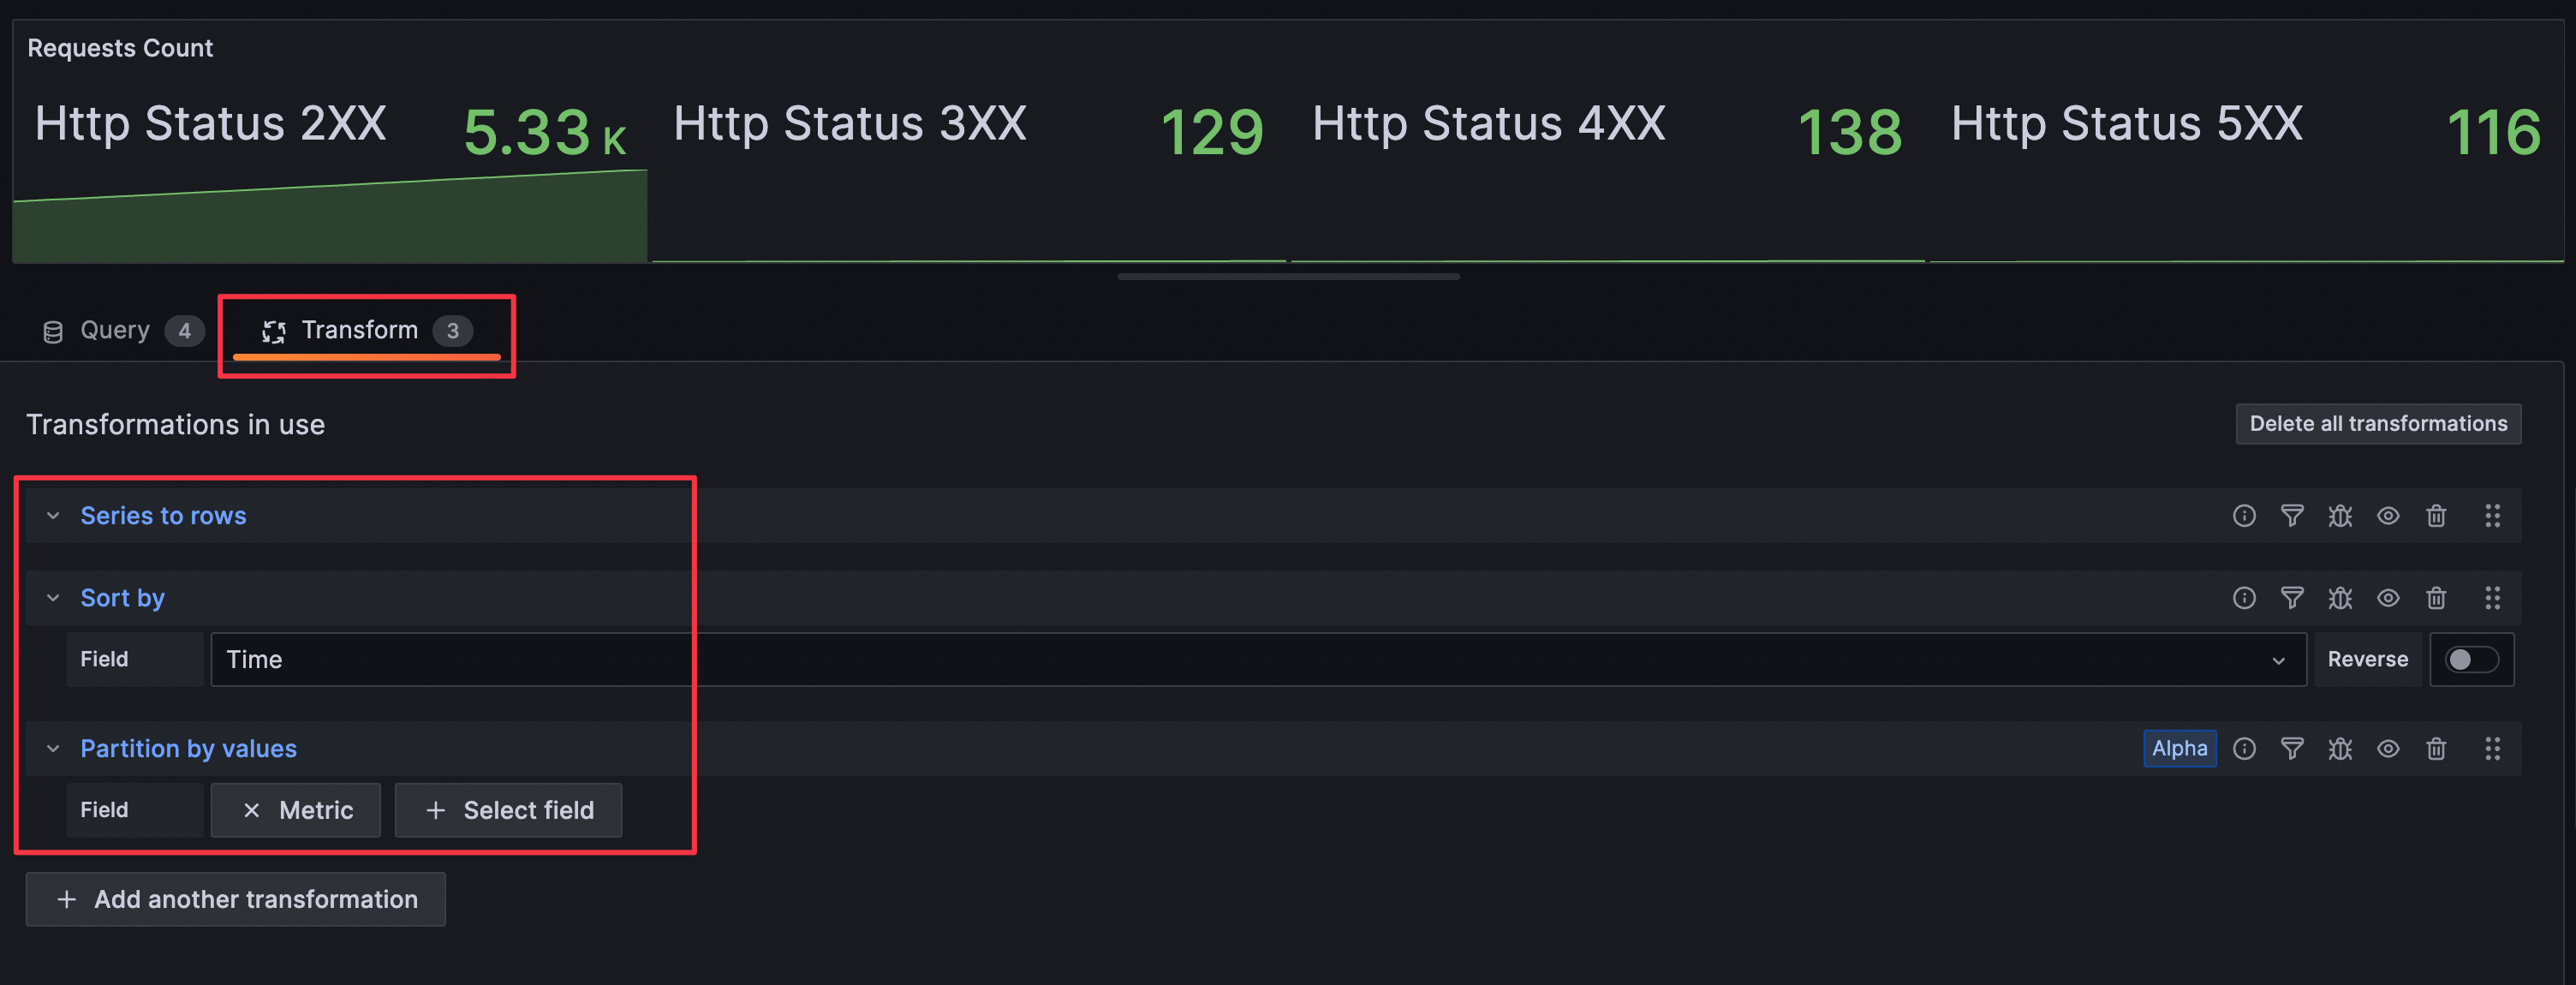 Requests Count
Http Status 2XX 5.33 K Http Status 3XX 129 Http Status 4XX 138 Http Status 5XX 116
Query 4 Transform 3
Transformations in use Delete all transformations
Series to rows
Sort by
Field Time Reverse
Partition by values Alpha
Field Metric Select field
Add another transformation